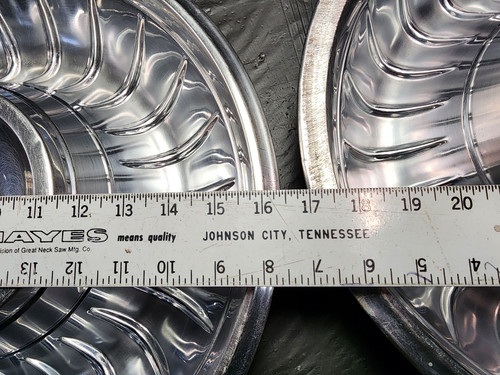 11 12 13 14 15 16 17 18 19 20
MAYES means quality JOHNSON CITY, TENNESSEE
ision of Great Neck Saw Mfg. Co.
13 12 11 10 9 8 7 6 5 4